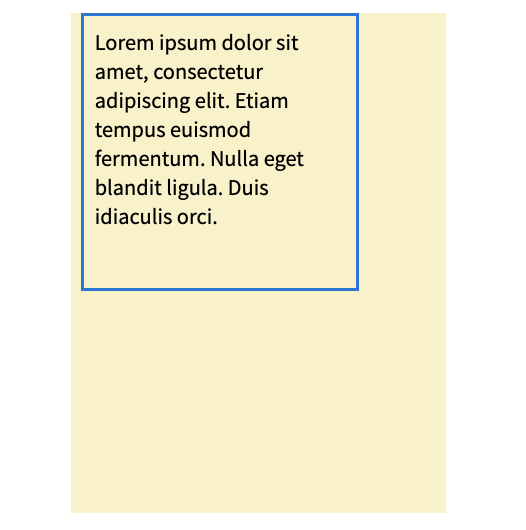 Lorem ipsum dolor sit
amet, consectetur
adipiscing elit. Etiam
tempus euismod
fermentum. Nulla eget
blandit ligula. Duis
idiaculis orci.